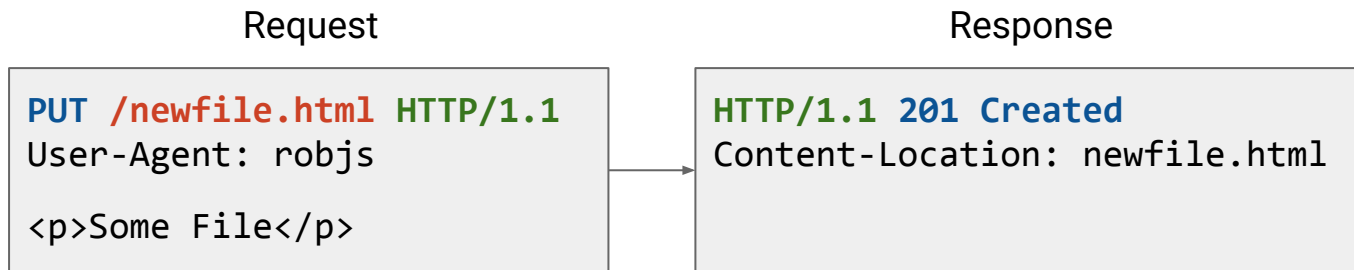 Request
PUT /newfile.html HTTP/1.1
User-Agent: robjs
<p>Some File</p>
Response
HTTP/1.1 201 Created
Content-Location: newfile.html